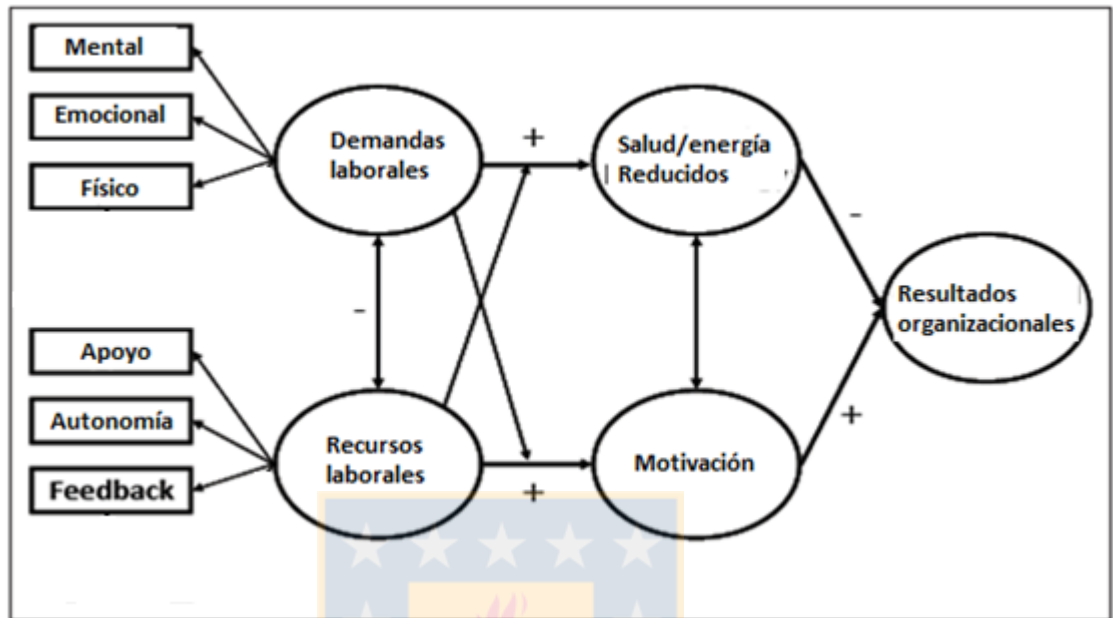 Mental
Emocional
Físico
Demandas
laborales
+
Salud/energía
Reducidos
-
-
Resultados
organizacionales
Apoyo
Autonomía
Feedback
Recursos
laborales
+
Motivación
+